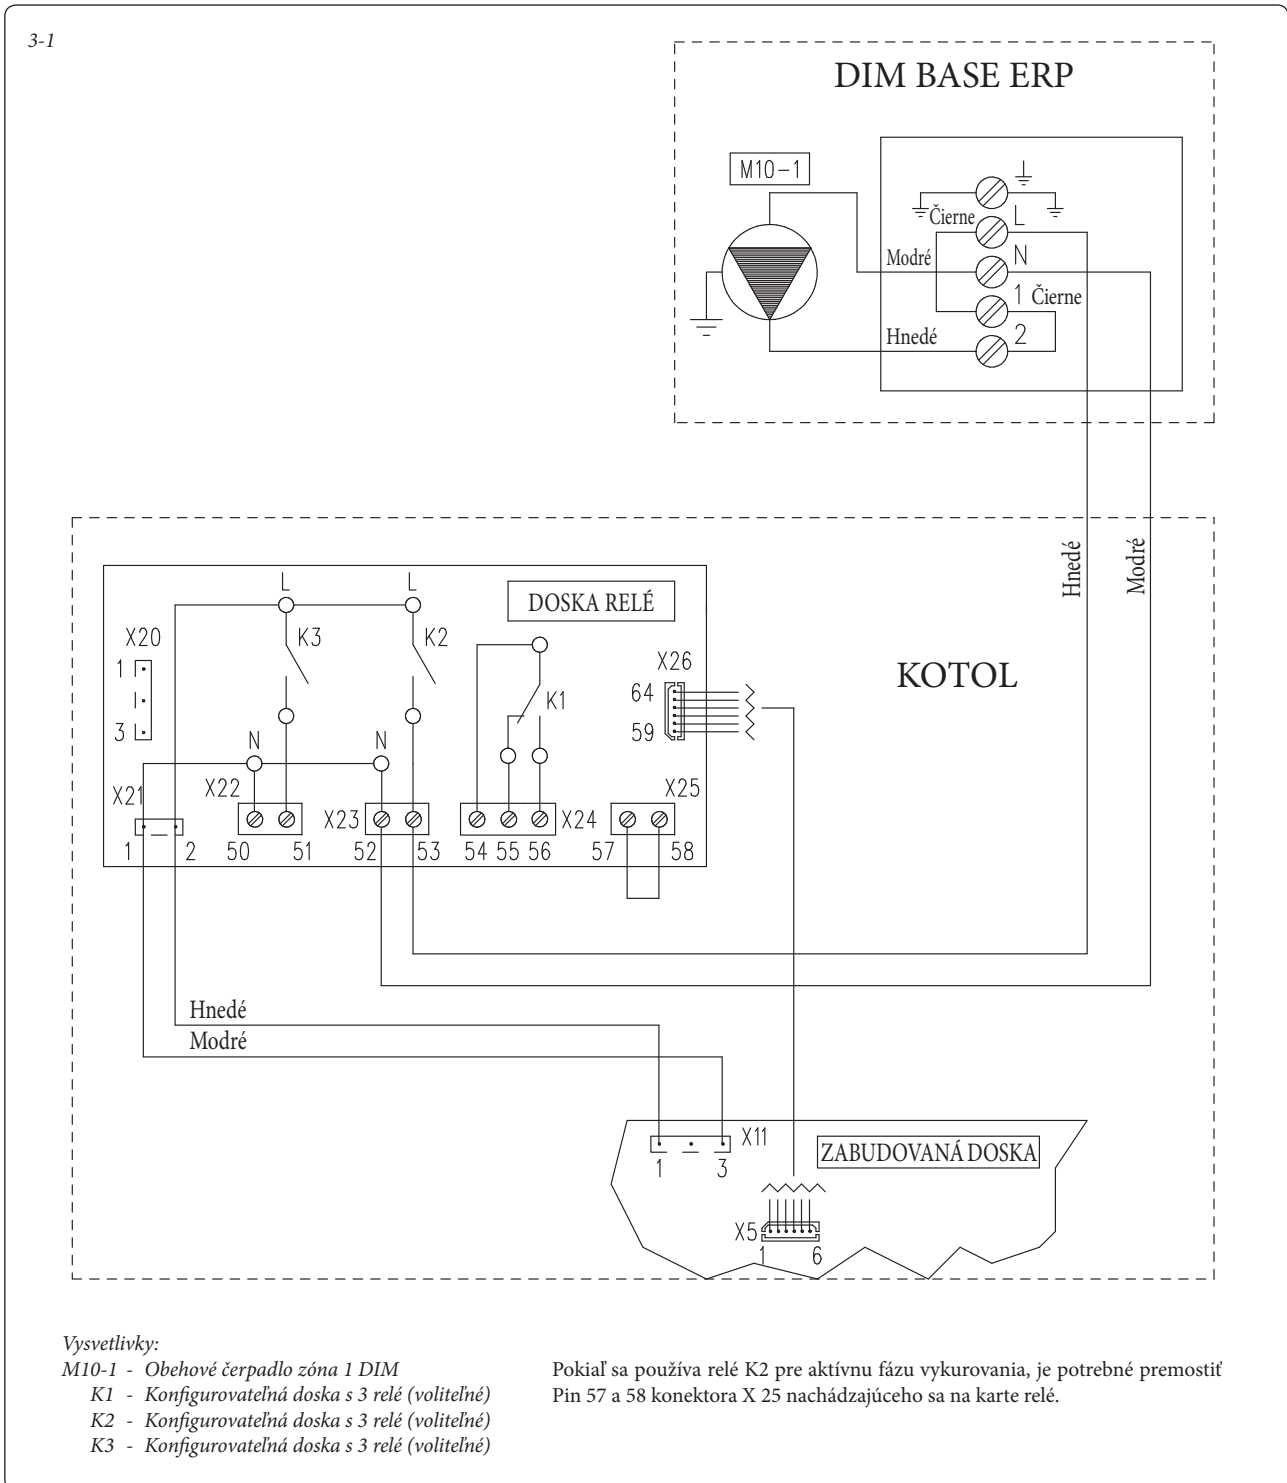 3-1
DIM BASE ERP
M10-1
Čierne
L
Modré
N
1 Čierne
Hnedé
2
Hnedé
Modré
L
L
DOSKA RELÉ
X20
K3
K2
X26
1
64
K1
KOTOL
3
59
N
N
X21
X22
X23
X24
X25
1 2 50 51 52 53 54 55 56 57 58
Hnedé
Modré
X11
ZABUDOVANÁ DOSKA
1 3
X5
1 6
Vysvetlivky:
M10-1 - Obehové čerpadlo zóna 1 DIM
K1 - Konfigurovateľná doska s 3 relé (voliteľné)
K2 - Konfigurovateľná doska s 3 relé (voliteľné)
K3 - Konfigurovateľná doska s 3 relé (voliteľné)
Pokiaľ sa používa relé K2 pre aktívnu fázu vykurovania, je potrebné premostiť
Pin 57 a 58 konektora X 25 nachádzajúceho sa na karte relé.